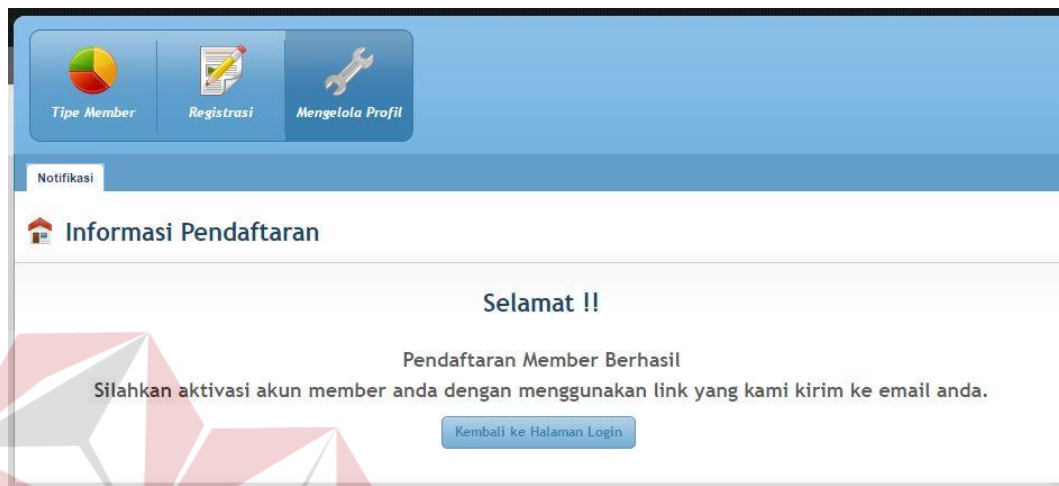 Tipe Member
Registrasi
Mengelola Profil
Notifikasi
Informasi Pendaftaran
Selamat !!
Pendaftaran Member Berhasil
Silahkan aktivasi akun member anda dengan menggunakan link yang kami kirim ke email anda.
Kembali ke Halaman Login